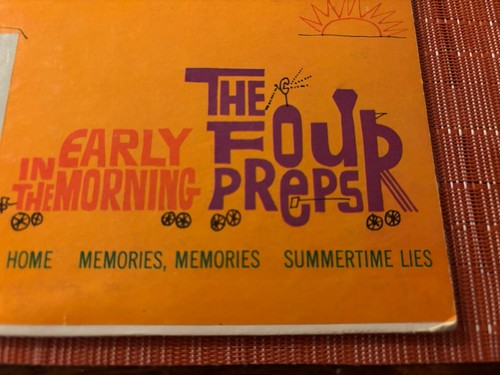 EARLY
IN
THE MORNING
THE
FOUR
PREPS
HOME MEMORIES, MEMORIES SUMMERTIME LIES